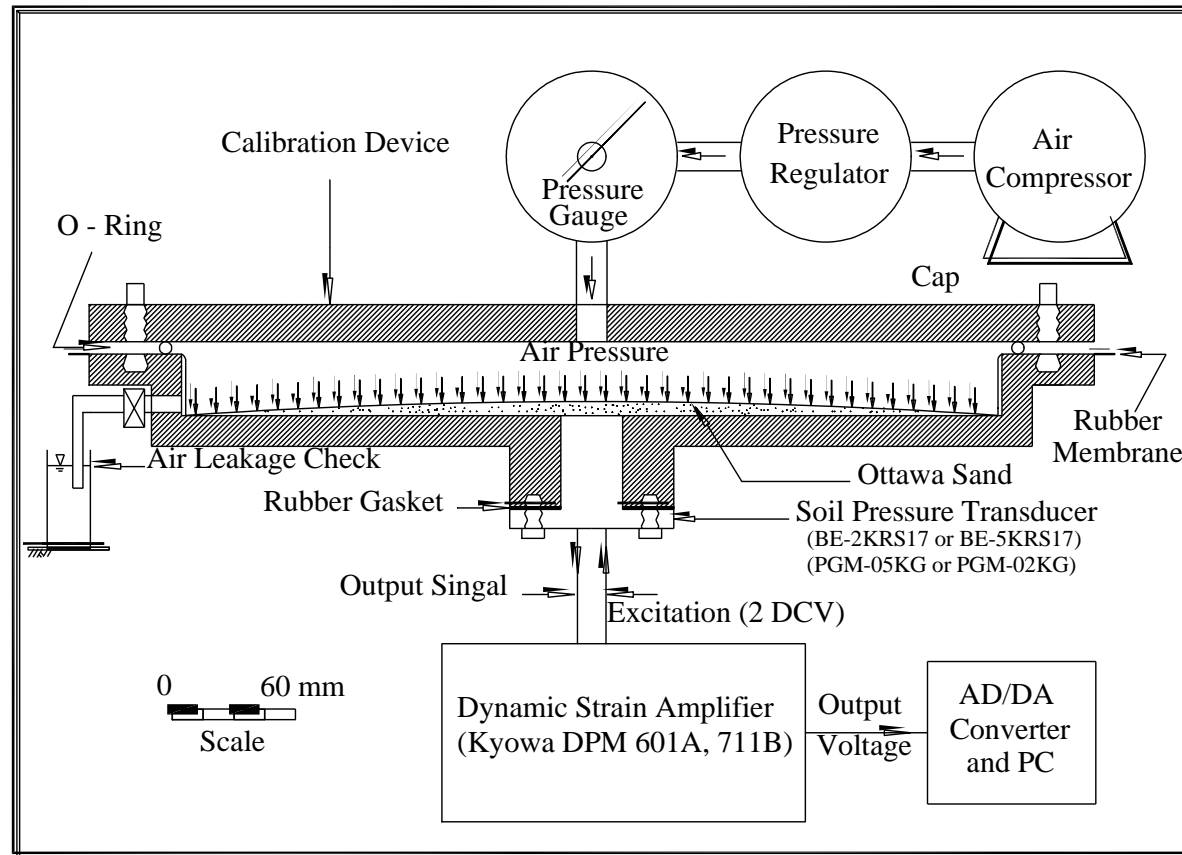 Calibration Device
Pressure
Gauge
Pressure
Regulator
Air
Compressor
O - Ring
Cap
Air Pressure
Rubber
Membrane
Air Leakage Check
Ottawa Sand
Rubber Gasket
Soil Pressure Transducer
(BE-2KRS17 or BE-5KRS17)
(PGM-05KG or PGM-02KG)
Output Singal
Excitation (2 DCV)
0 60 mm
Scale
Dynamic Strain Amplifier
(Kyowa DPM 601A, 711B)
Output
Voltage
AD/DA
Converter
and PC